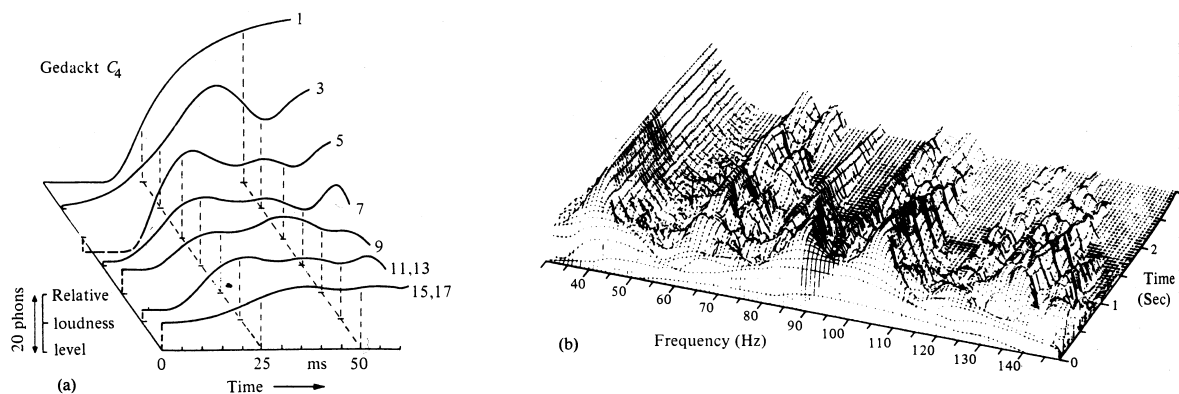 Gedackt C4
1
3
5
7
9
11,13
15,17
20 phons
Relative
loudness
level
0 25 ms 50
Time
(a)
40 50 60 70 80 90 100 110 120 130 140
Frequency (Hz)
0 1 2
Time
(Sec)
(b)